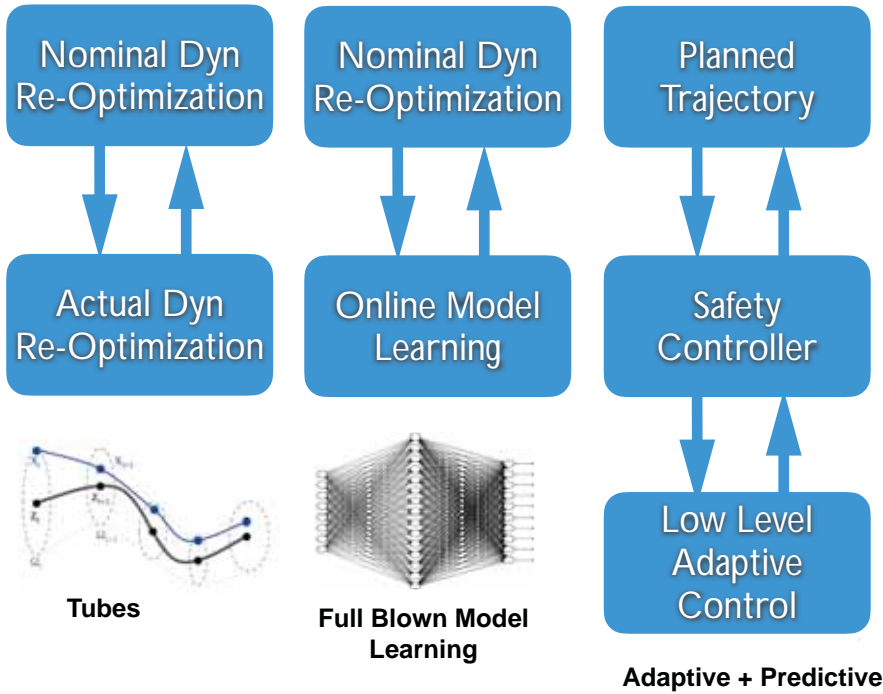 Nominal Dyn
Re-Optimization
Actual Dyn
Re-Optimization
Tubes
Nominal Dyn
Re-Optimization
Online Model
Learning
Full Blown Model
Learning
Planned
Trajectory
Safety
Controller
Low Level
Adaptive
Control
Adaptive + Predictive